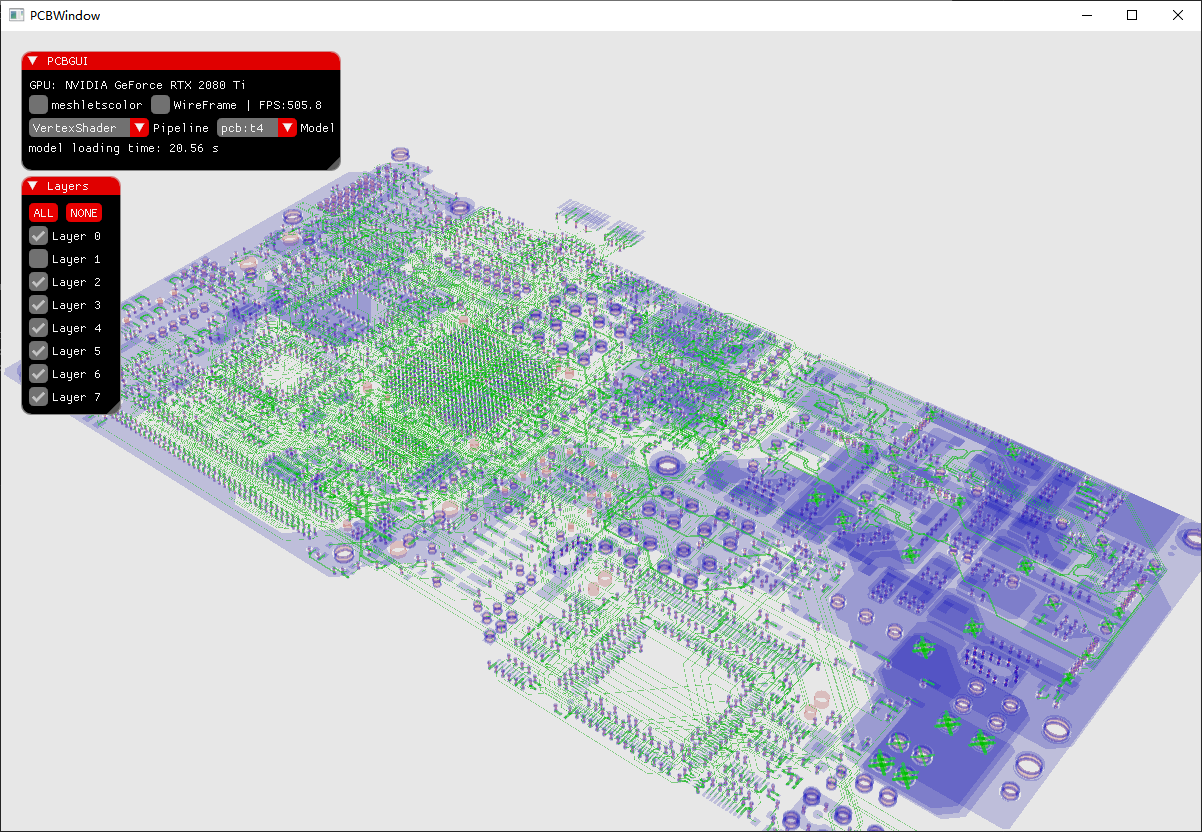 PCBWindow
PCBGUI
GPU: NVIDIA GeForce RTX 2080 Ti
meshletscolor WireFrame | FPS:505.8
VertexShader Pipeline pcb:t4 Model
model loading time: 20.56 s
Layers
ALL NONE
Layer 0
Layer 1
Layer 2
Layer 3
Layer 4
Layer 5
Layer 6
Layer 7